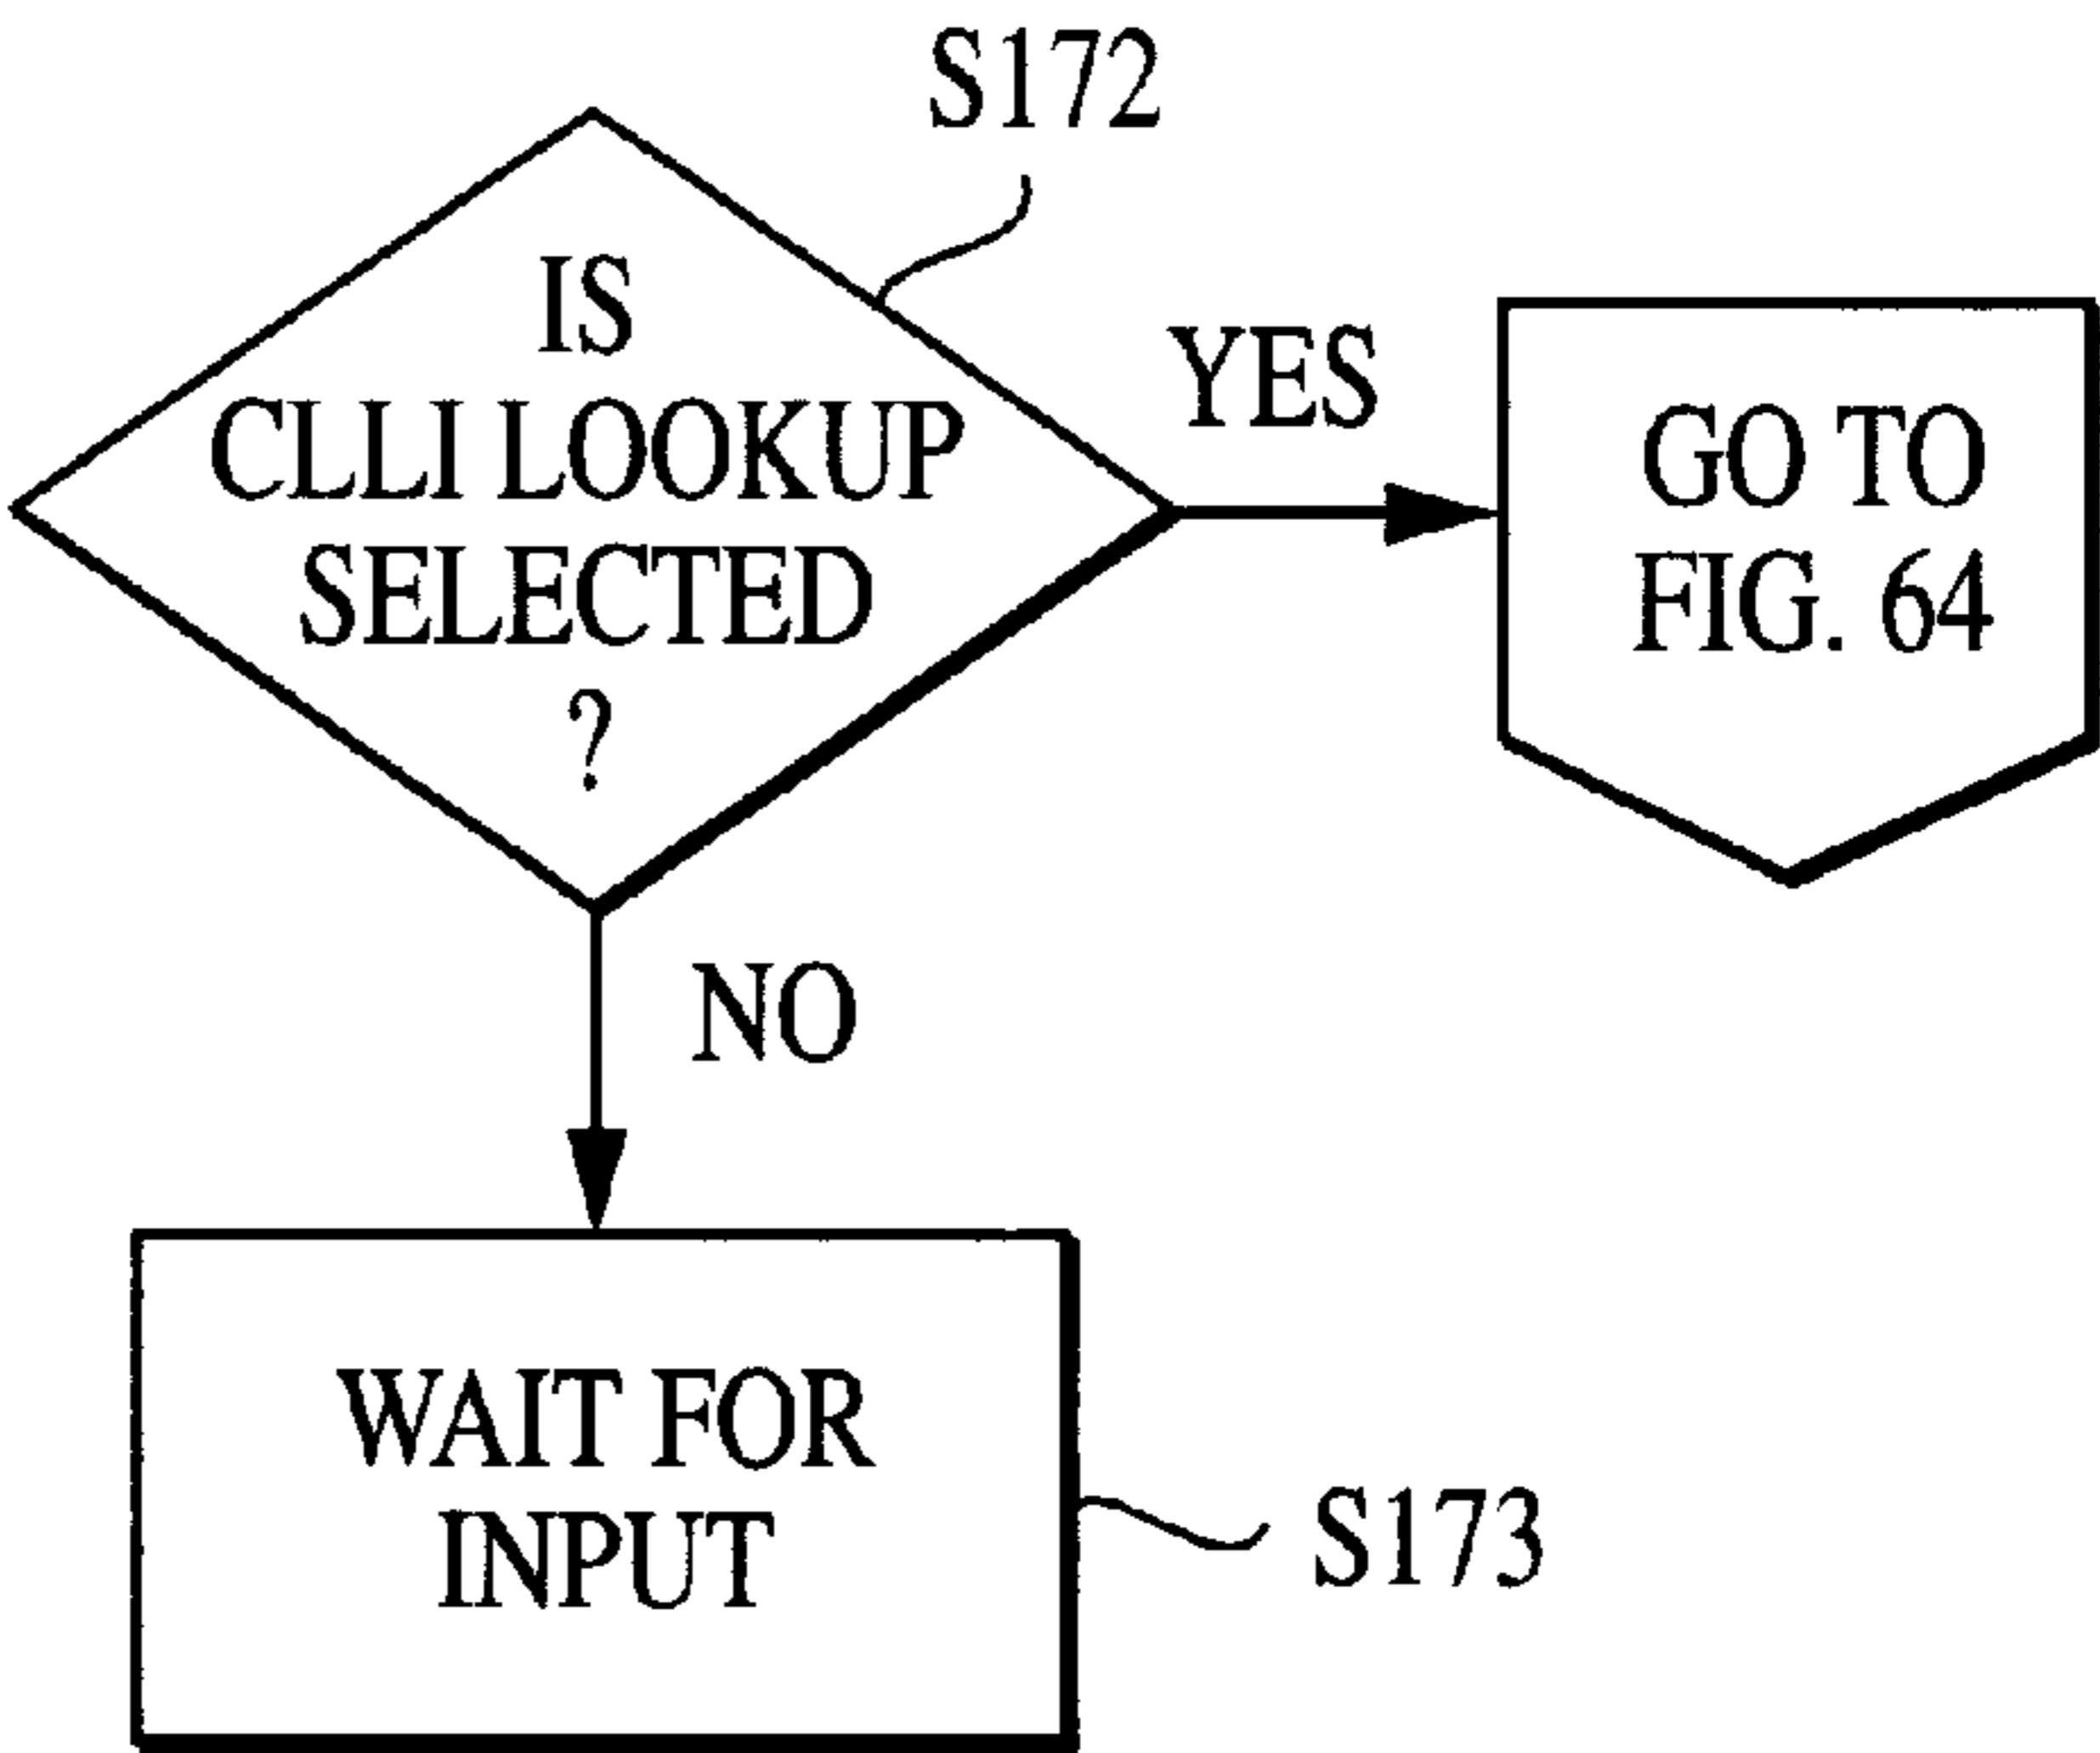 S172
IS
CLLI LOOKUP
SELECTED
?
YES
GO TO
FIG. 64
NO
WAIT FOR
INPUT
S173